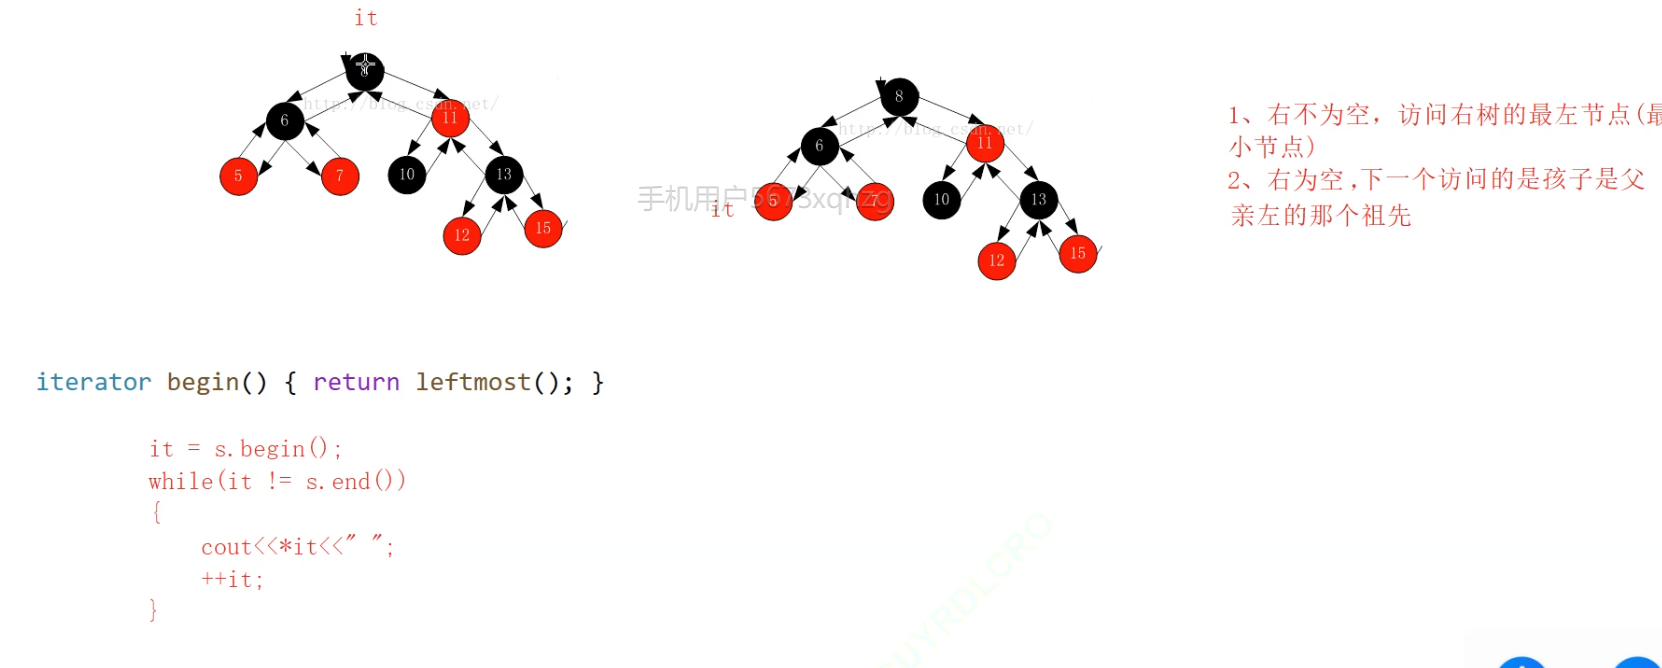 it
8
http://blog.csdn.net/
6
11
5
7
10
13
12
15
8
http://blog.csdn.net/
6
11
5
7
10
13
12
15
it
手机用户5673xqhzg
1、右不为空，访问右树的最左节点(最
小节点)
2、右为空,下一个访问的是孩子是父
亲左的那个祖先
iterator begin() { return leftmost(); }
it = s.begin();
while(it != s.end())
{
cout<<*it<<" ";
++it;
}